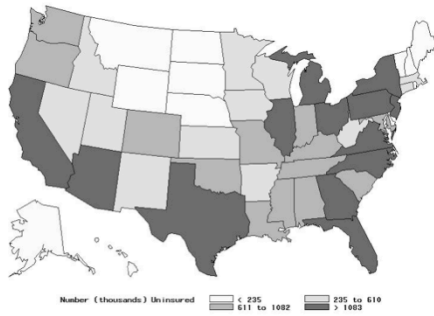 Number (thousands) Uninsured < 235 235 to 610
611 to 1082 > 1083